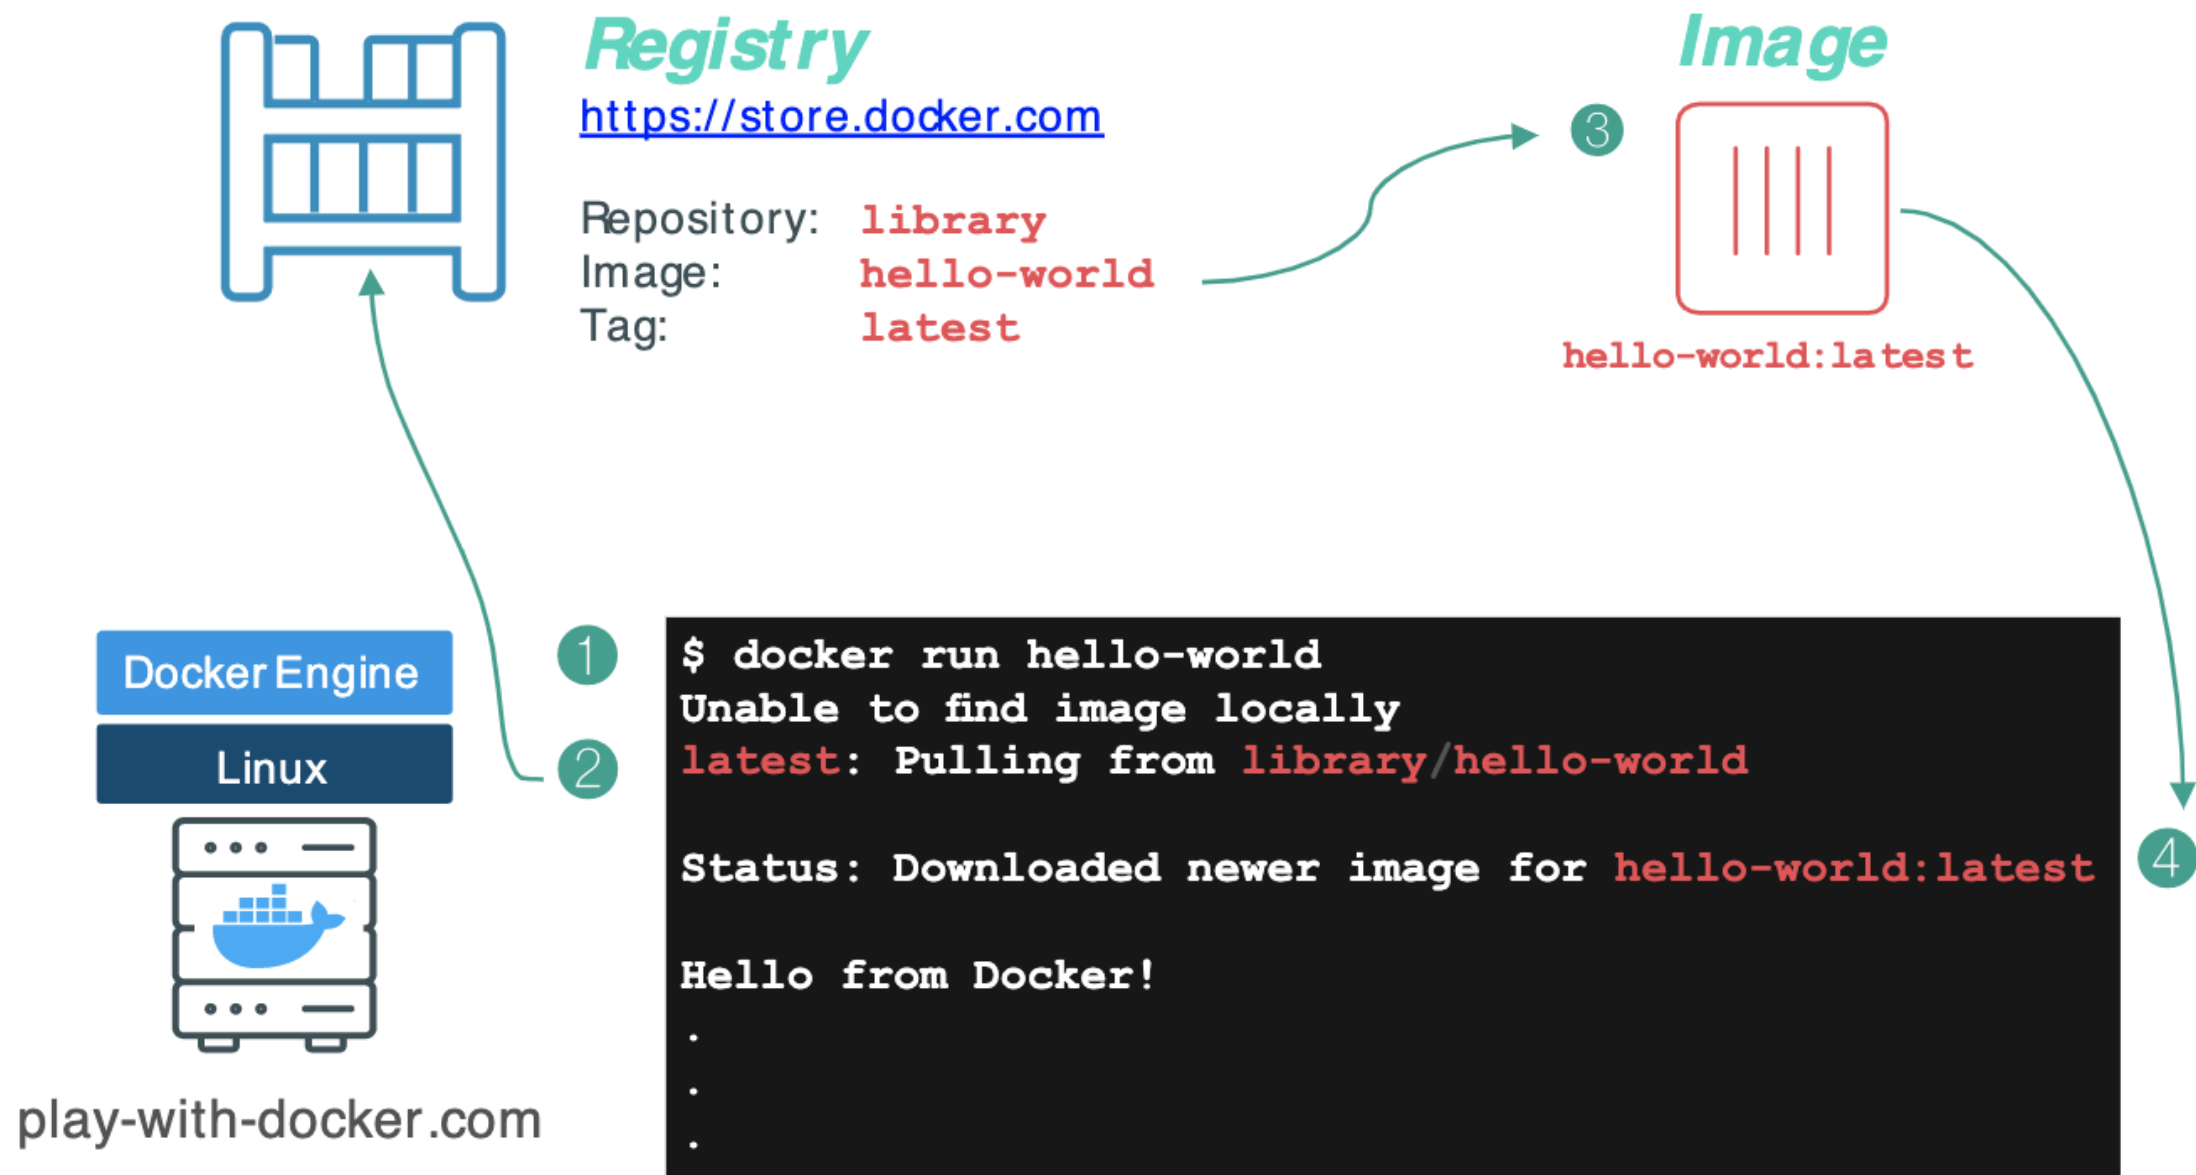 Registry
https://store.docker.com
Repository: library
Image: hello-world
Tag: latest
Image
3
hello-world:latest
Docker Engine
Linux
play-with-docker.com
1
2
$ docker run hello-world
Unable to find image locally
latest: Pulling from library/hello-world
Status: Downloaded newer image for hello-world:latest
Hello from Docker!
.
.
.
4